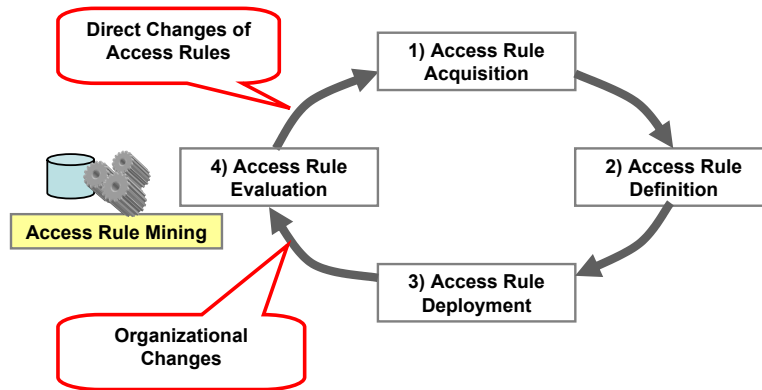 Direct Changes of
Access Rules
1) Access Rule
Acquisition
2) Access Rule
Definition
3) Access Rule
Deployment
4) Access Rule
Evaluation
Access Rule Mining
Organizational
Changes